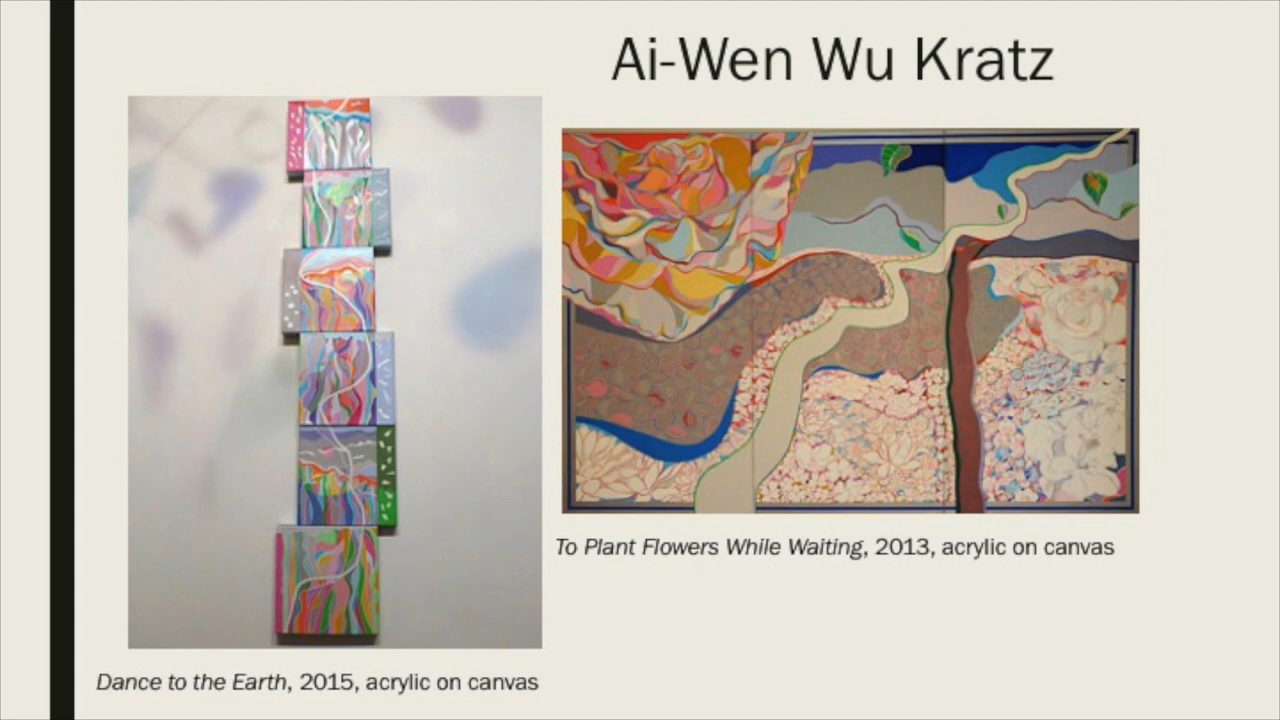 Ai-Wen Wu Kratz
To Plant Flowers While Waiting, 2013, acrylic on canvas
Dance to the Earth, 2015, acrylic on canvas